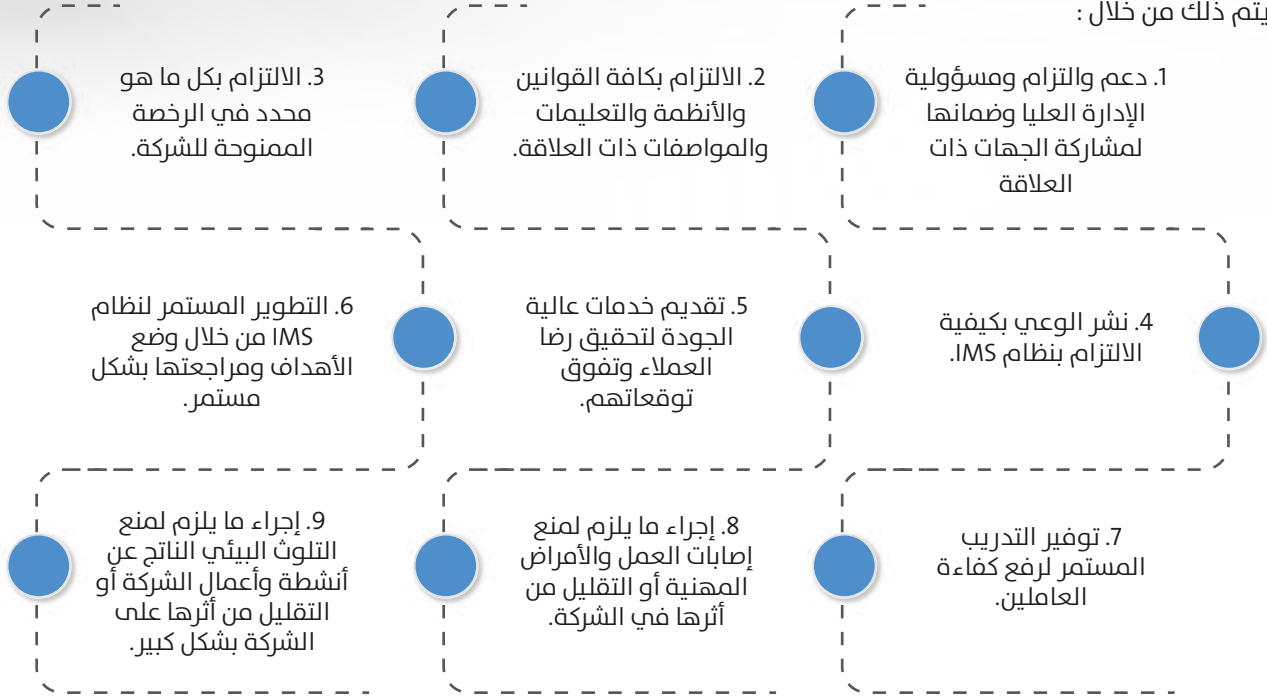 يتم ذلك من خلال :
1. دعم والتزام ومسؤولية
الإدارة العليا وضمانها
لمشاركة الجهات ذات
العلاقة
2. الالتزام بكافة القوانين
والأنظمة والتعليمات
والمواصفات ذات العلاقة.
3. الالتزام بكل ما هو
محدد في الرخصة
الممنوحة للشركة.
4. نشر الوعي بكيفية
الالتزام بنظام IMS.
5. تقديم خدمات عالية
الجودة لتحقيق رضا
العملاء وتفوق
توقعاتهم.
6. التطوير المستمر لنظام
IMS من خلال وضع
الأهداف ومراجعتها بشكل
مستمر.
7. توفير التدريب
المستمر لرفع كفاءة
العاملين.
8. إجراء ما يلزم لمنع
إصابات العمل والأمراض
المهنية أو التقليل من
أثرها في الشركة.
9. إجراء ما يلزم لمنع
التلوث البيئي الناتج عن
أنشطة وأعمال الشركة أو
التقليل من أثرها على
الشركة بشكل كبير.